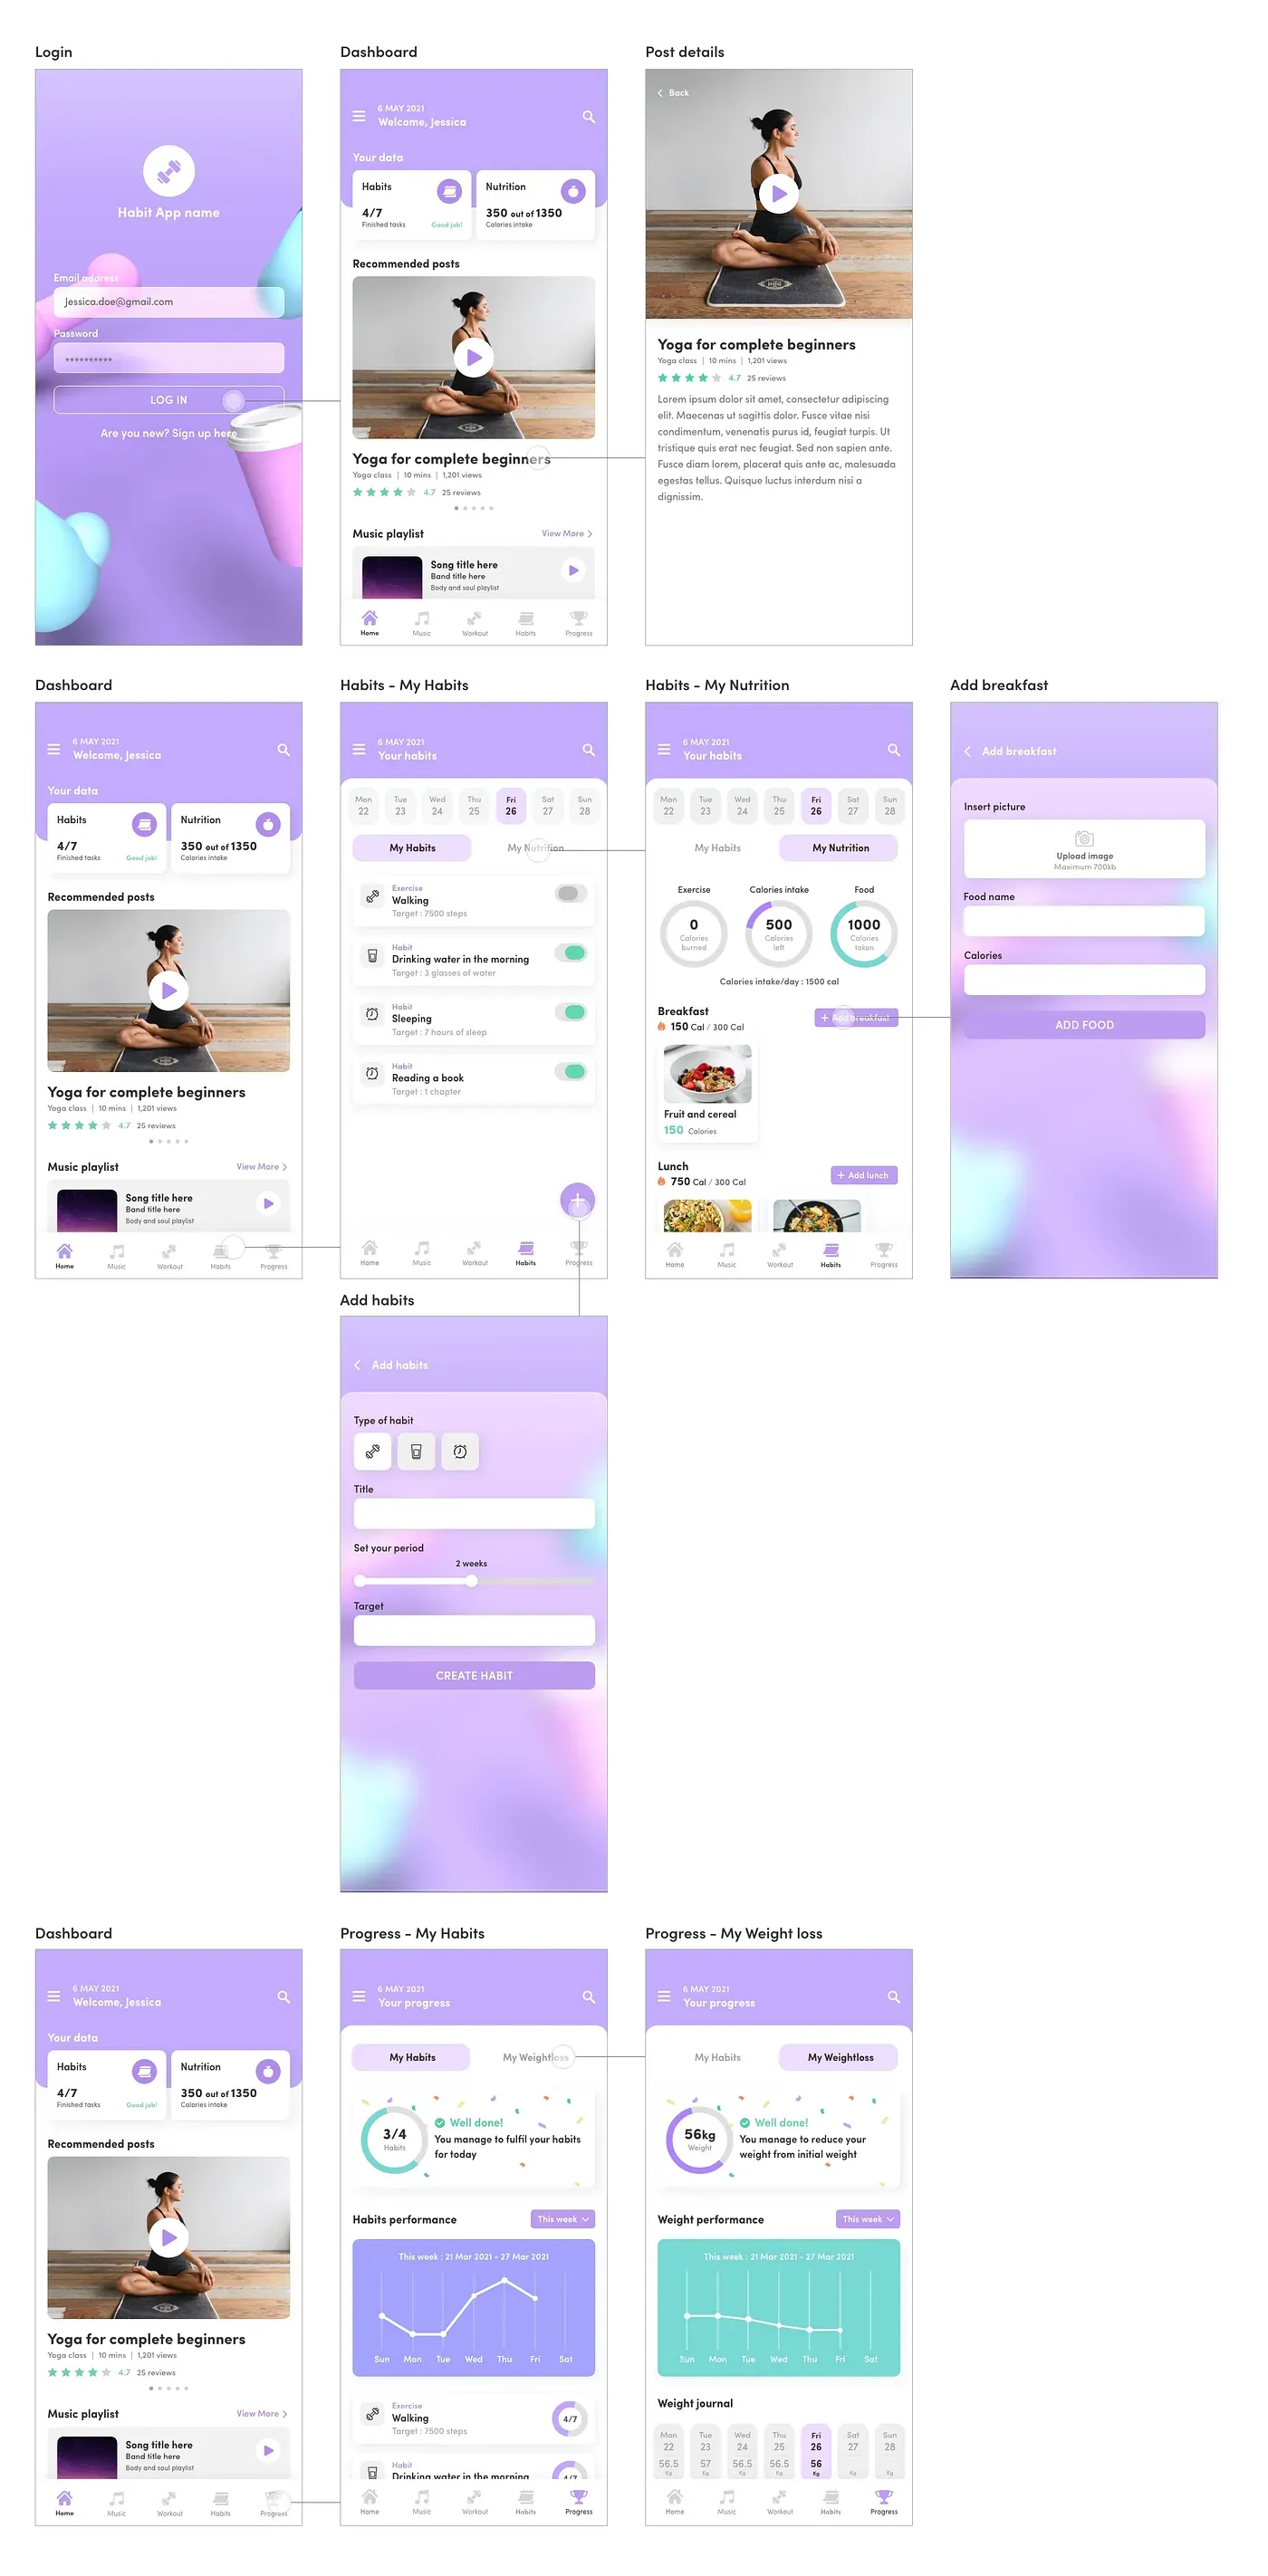 Login
Habit App name
Email address
Jessica.doe@gmail.com
Password
**********
LOG IN
Are you new? Sign up here
Dashboard
6 MAY 2021
Welcome, Jessica
Your data
Habits
4/7
Finished tasks
Good job!
Nutrition
350 out of 1350
Calories intake
Recommended posts
Yoga for complete beginners
Yoga class | 10 mins | 1,201 views
4.7 25 reviews
Music playlist
View More
Song title here
Band title here
Body and soul playlist
Home
Music
Workout
Habits
Progress
Post details
Back
Yoga for complete beginners
Yoga class | 10 mins | 1,201 views
4.7 25 reviews
Lorem ipsum dolor sit amet, consectetur adipiscing
elit. Maecenas ut sagittis dolor. Fusce vitae nisi
condimentum, venenatis purus id, feugiat turpis. Ut
tristique quis erat nec feugiat. Sed non sapien ante.
Fusce diam lorem, placerat quis ante ac, malesuada
egestas tellus. Quisque luctus interdum nisi a
dignissim.
Dashboard
6 MAY 2021
Welcome, Jessica
Your data
Habits
4/7
Finished tasks
Good job!
Nutrition
350 out of 1350
Calories intake
Recommended posts
Yoga for complete beginners
Yoga class | 10 mins | 1,201 views
4.7 25 reviews
Music playlist
View More
Song title here
Band title here
Body and soul playlist
Home
Music
Workout
Habits
Progress
Habits - My Habits
6 MAY 2021
Your habits
Mon Tue Wed Thu Fri Sat Sun
22 23 24 25 26 27 28
My Habits
My Nutrition
Exercise
Walking
Target : 7500 steps
Habit
Drinking water in the morning
Target : 3 glasses of water
Habit
Sleeping
Target : 7 hours of sleep
Habit
Reading a book
Target : 1 chapter
Home
Music
Workout
Habits
Progress
Habits - My Nutrition
6 MAY 2021
Your habits
Mon Tue Wed Thu Fri Sat Sun
22 23 24 25 26 27 28
My Habits
My Nutrition
Exercise
0
Calories
burned
Calories intake
500
Calories
left
Food
1000
Calories
taken
Calories intake/day : 1500 cal
Breakfast
150 Cal / 300 Cal
+ Add breakfast
Fruit and cereal
150 Calories
Lunch
750 Cal / 300 Cal
+ Add lunch
Home
Music
Workout
Habits
Progress
Add breakfast
Add breakfast
Insert picture
Upload image
Maximum 700kb
Food name
Calories
ADD FOOD
Add habits
Add habits
Type of habit
Title
Set your period
2 weeks
Target
CREATE HABIT
Dashboard
6 MAY 2021
Welcome, Jessica
Your data
Habits
4/7
Finished tasks
Good job!
Nutrition
350 out of 1350
Calories intake
Recommended posts
Yoga for complete beginners
Yoga class | 10 mins | 1,201 views
4.7 25 reviews
Music playlist
View More
Song title here
Band title here
Body and soul playlist
Home
Music
Workout
Habits
Progress
Progress - My Habits
6 MAY 2021
Your progress
My Habits
My Weightloss
3/4
Habits
Well done!
You manage to fulfil your habits
for today
Habits performance
This week
This week : 21 Mar 2021 - 27 Mar 2021
Sun Mon Tue Wed Thu Fri Sat
Exercise
Walking
Target : 7500 steps
4/7
Habit
Drinking water in the morning
4/7
Home
Music
Workout
Habits
Progress
Progress - My Weight loss
6 MAY 2021
Your progress
My Habits
My Weightloss
56kg
Weight
Well done!
You manage to reduce your
weight from initial weight
Weight performance
This week
This week : 21 Mar 2021 - 27 Mar 2021
Sun Mon Tue Wed Thu Fri Sat
Weight journal
Mon Tue Wed Thu Fri Sat Sun
22 23 24 25 26 27 28
56.5 57 56.5 56.5 56
Kg Kg Kg Kg Kg Kg Kg
Home
Music
Workout
Habits
Progress